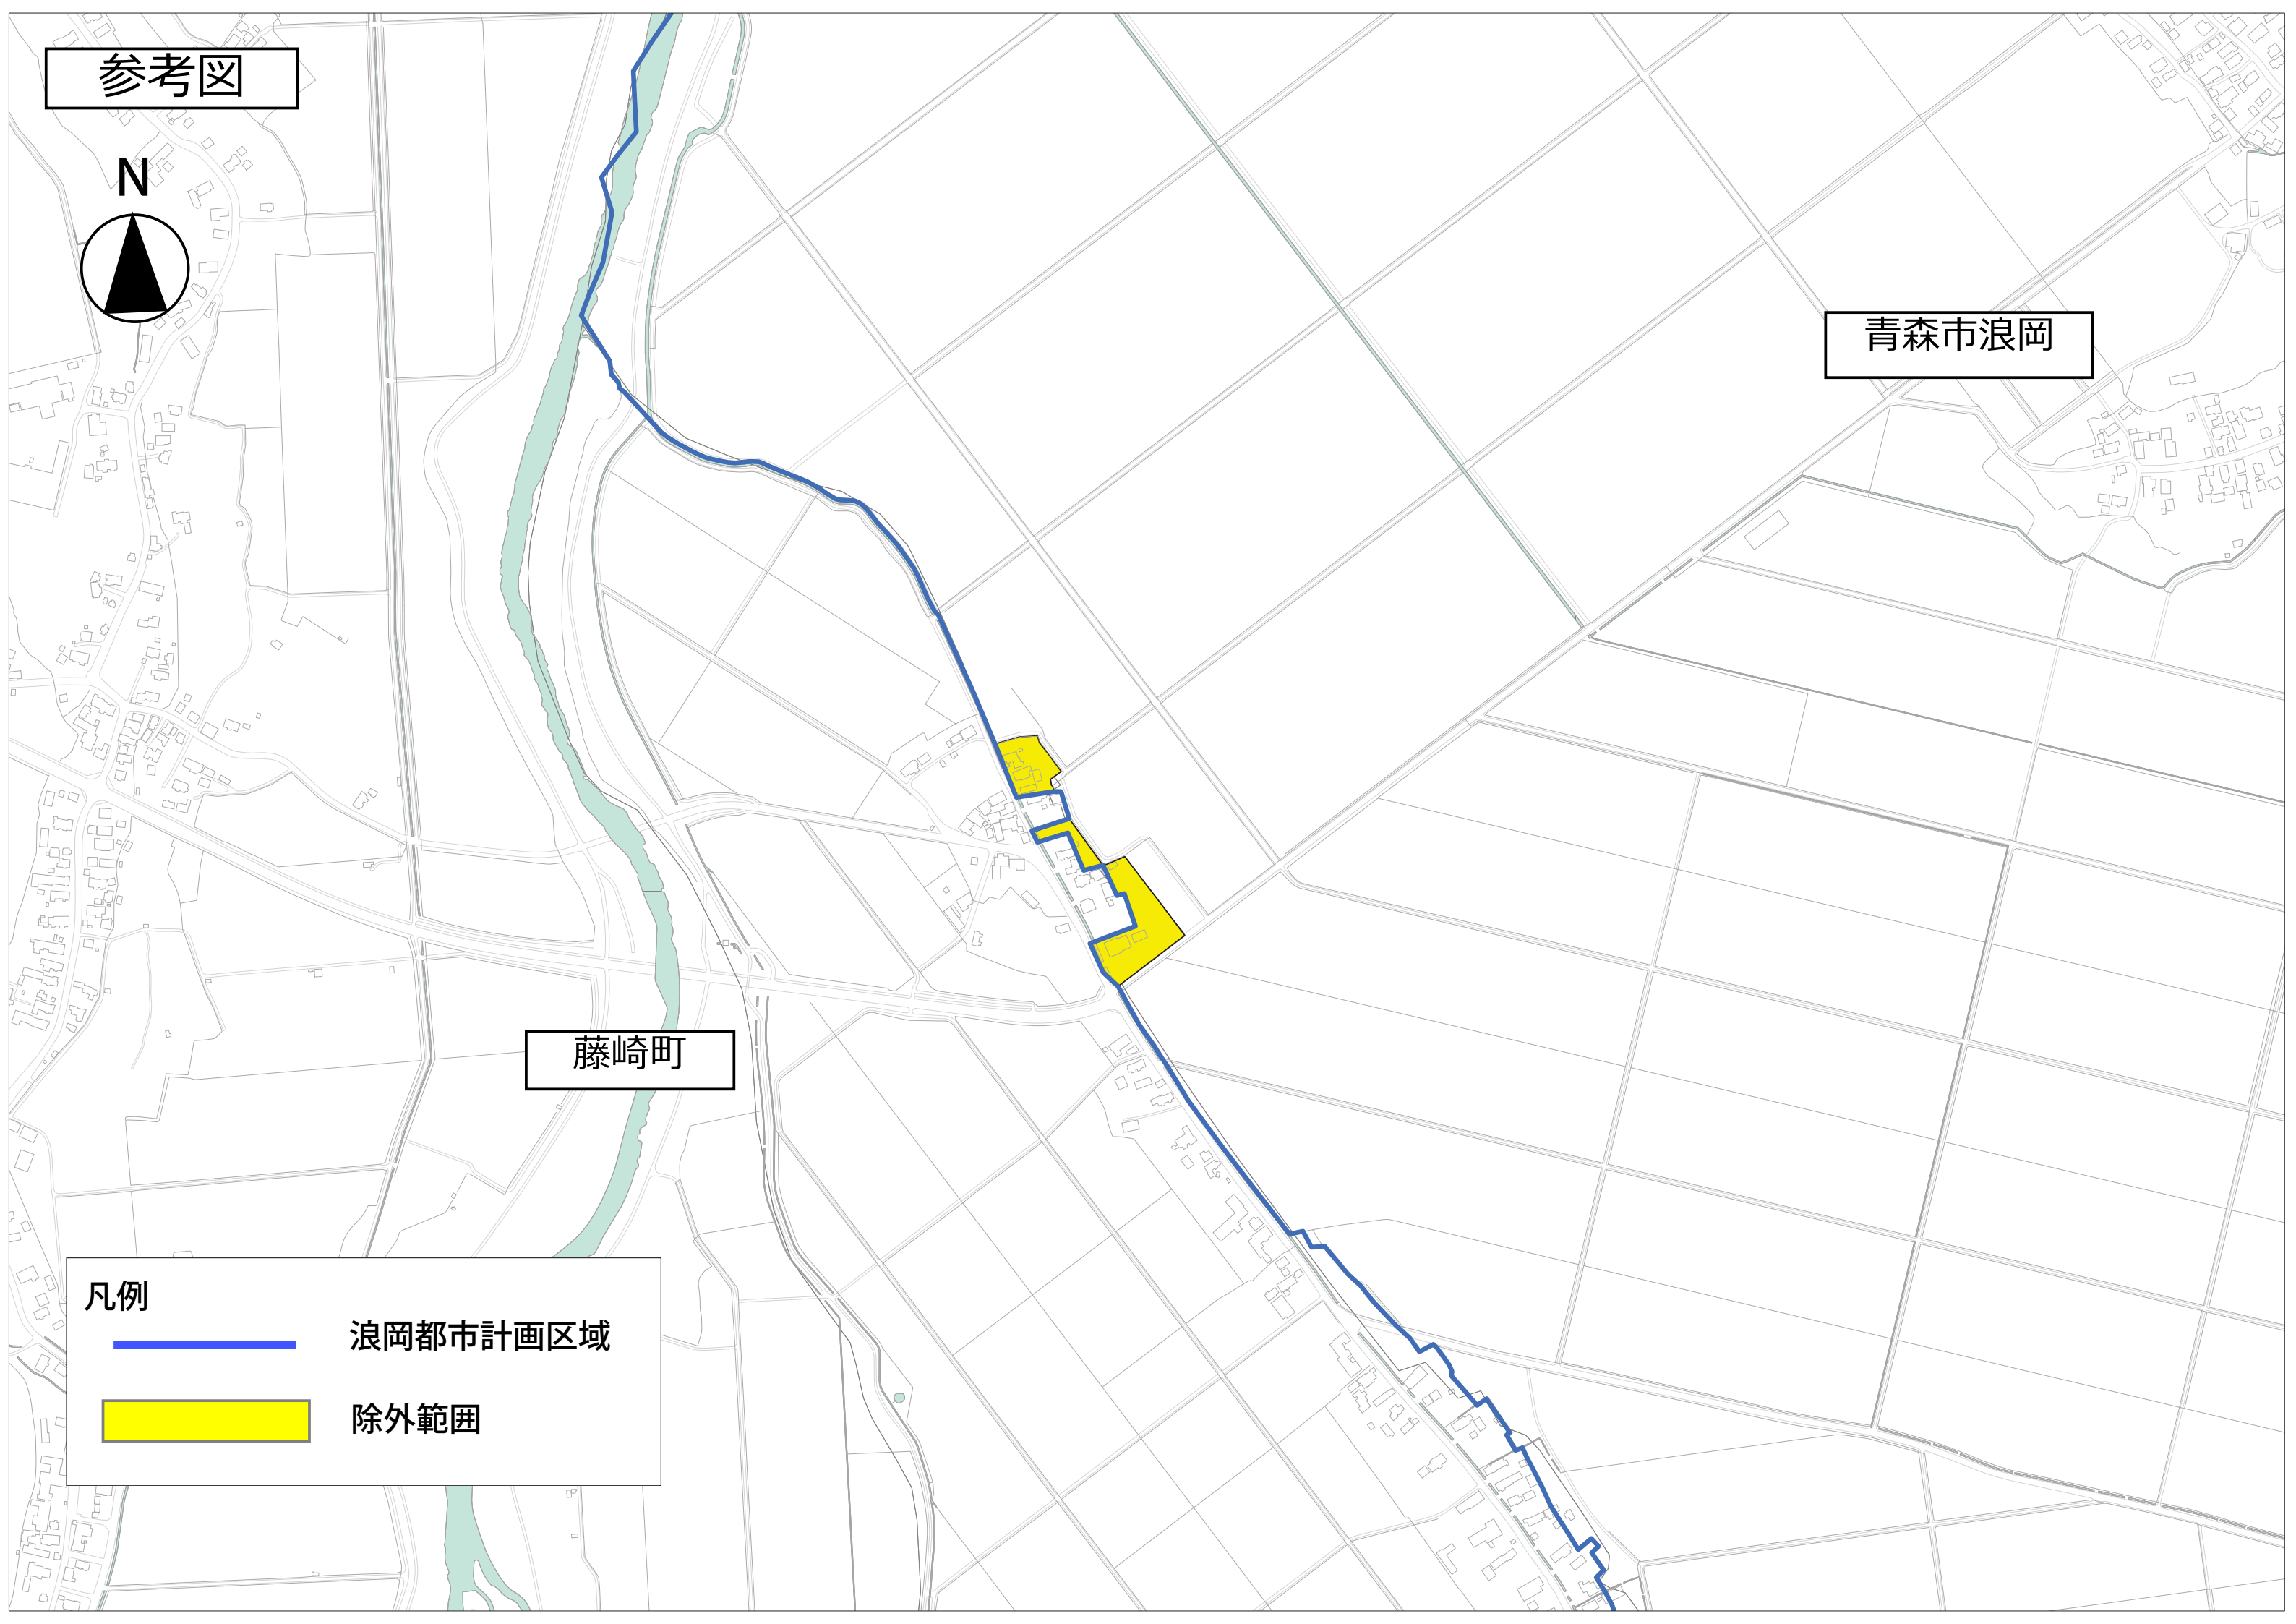 参考図
N
青森市浪岡
藤崎町
凡例
浪岡都市計画区域
除外範囲